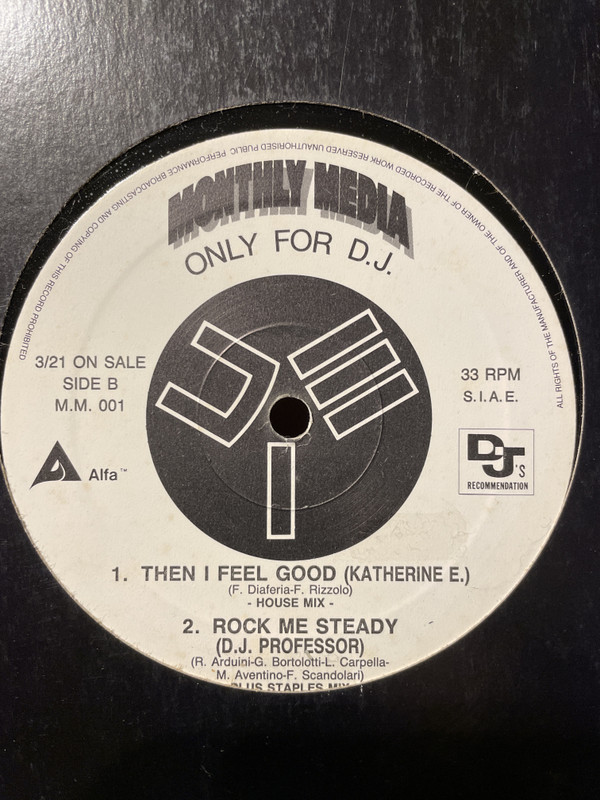 ALL RIGHTS OF THE MANUFACTURER AND OF THE OWNER OF THE RECORDED WORK RESERVED UNAUTHORISED PUBLIC PERFORMANCE BROADCASTING AND COPYING OF THIS RECORD PROHIBITED
MONTHLY MEDIA
ONLY FOR D.J.
3/21 ON SALE
SIDE B
M.M. 001
33 RPM
S.I.A.E.
Alfa™
DJ's
RECOMMENDATION
1. THEN I FEEL GOOD (KATHERINE E.)
(F. Diaferia-F. Rizzolo)
- HOUSE MIX -
2. ROCK ME STEADY
(D.J. PROFESSOR)
(R. Arduini-G. Bortolotti-L. Carpella-
M. Aventino-F. Scandolari)
PLUS STAPLES MIX